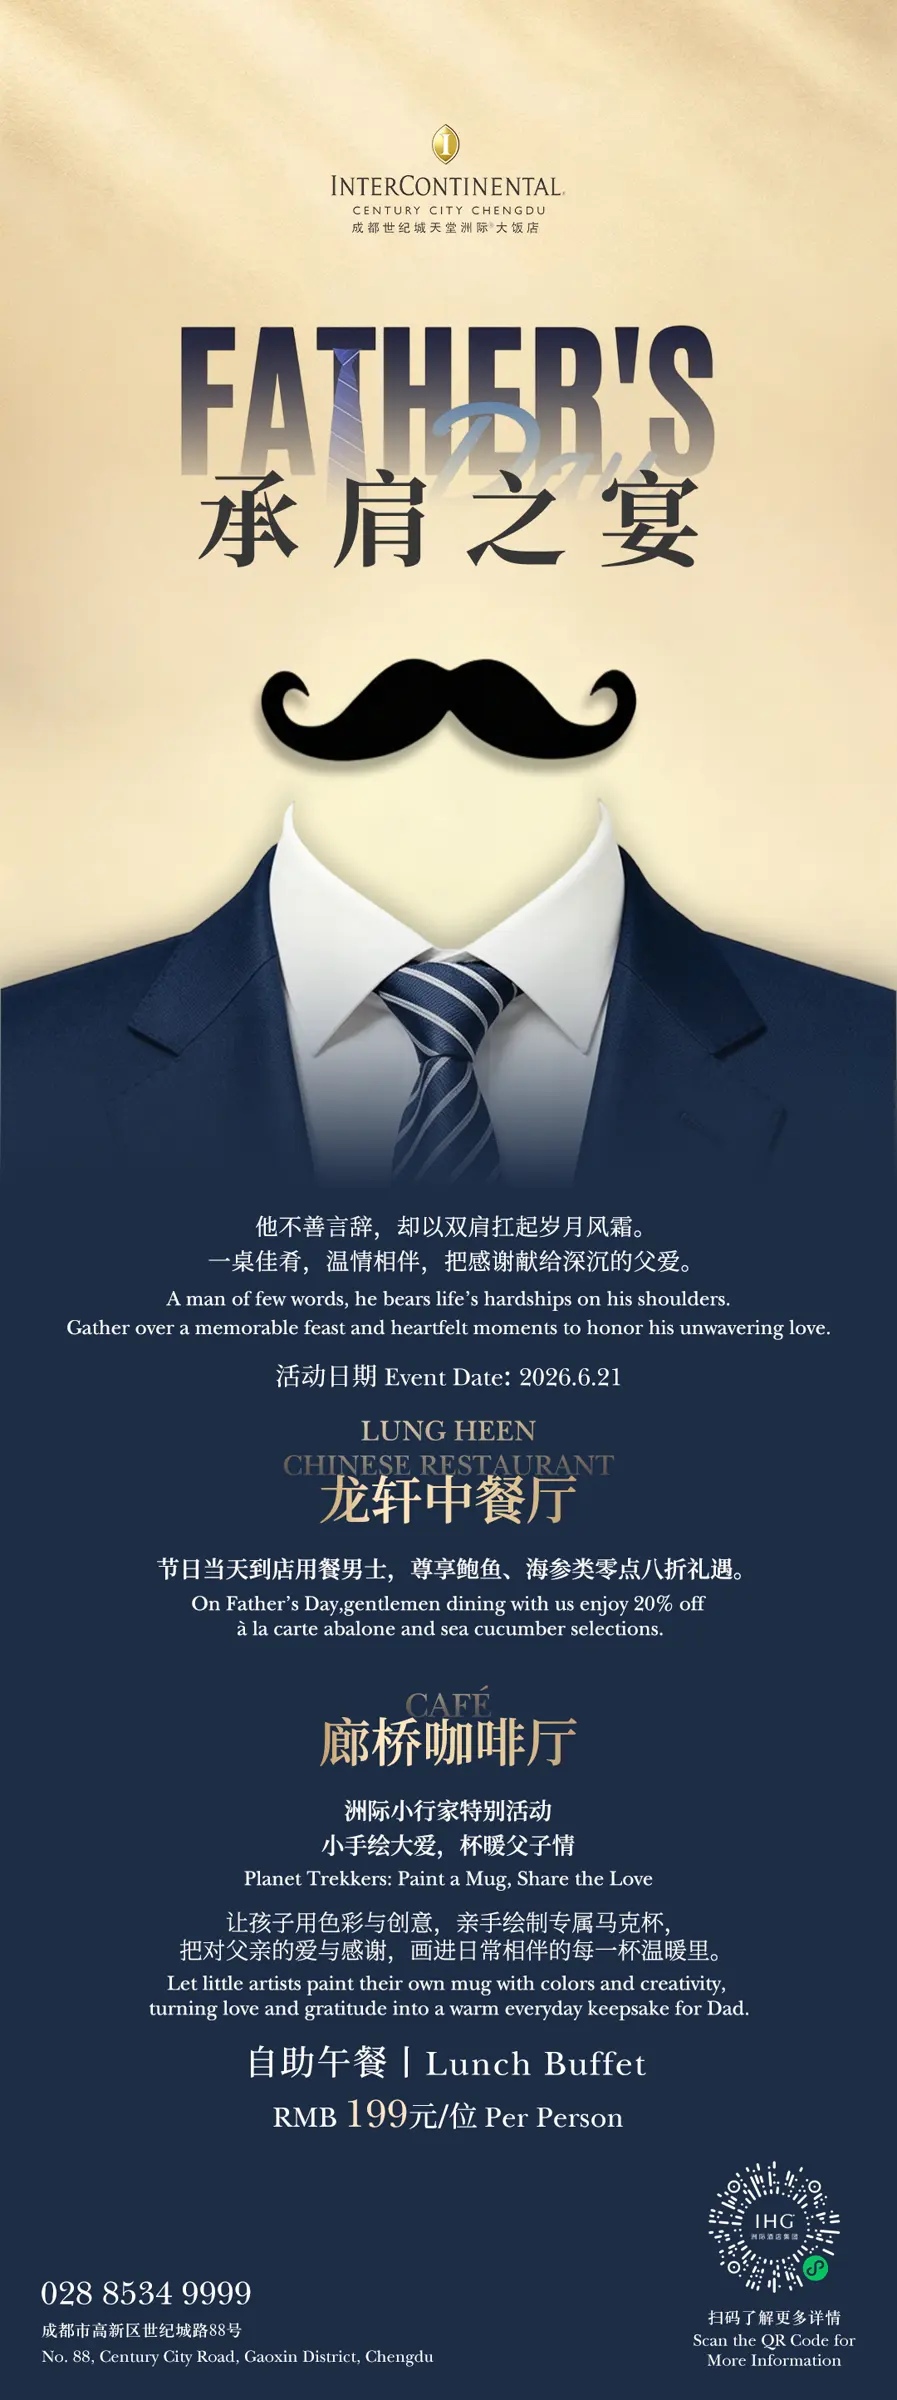 INTERCONTINENTAL
CENTURY CITY CHENGDU
成都世纪城天堂洲际®大饭店
FATHER'S
Day
承肩之宴
他不善言辞，却以双肩扛起岁月风霜。
一桌佳肴，温情相伴，把感谢献给深沉的父爱。
A man of few words, he bears life’s hardships on his shoulders.
Gather over a memorable feast and heartfelt moments to honor his unwavering love.
活动日期 Event Date: 2026.6.21
LUNG HEEN
CHINESE RESTAURANT
龙轩中餐厅
节日当天到店用餐男士，尊享鲍鱼、海参类零点八折礼遇。
On Father’s Day,gentlemen dining with us enjoy 20% off
à la carte abalone and sea cucumber selections.
CAFÉ
廊桥咖啡厅
洲际小行家特别活动
小手绘大爱，杯暖父子情
Planet Trekkers: Paint a Mug, Share the Love
让孩子用色彩与创意，亲手绘制专属马克杯，
把对父亲的爱与感谢，画进日常相伴的每一杯温暖里。
Let little artists paint their own mug with colors and creativity,
turning love and gratitude into a warm everyday keepsake for Dad.
自助午餐丨Lunch Buffet
RMB 199元/位 Per Person
IHG
洲际酒店集团
028 8534 9999
成都市高新区世纪城路88号
No. 88, Century City Road, Gaoxin District, Chengdu
扫码了解更多详情
Scan the QR Code for
More Information